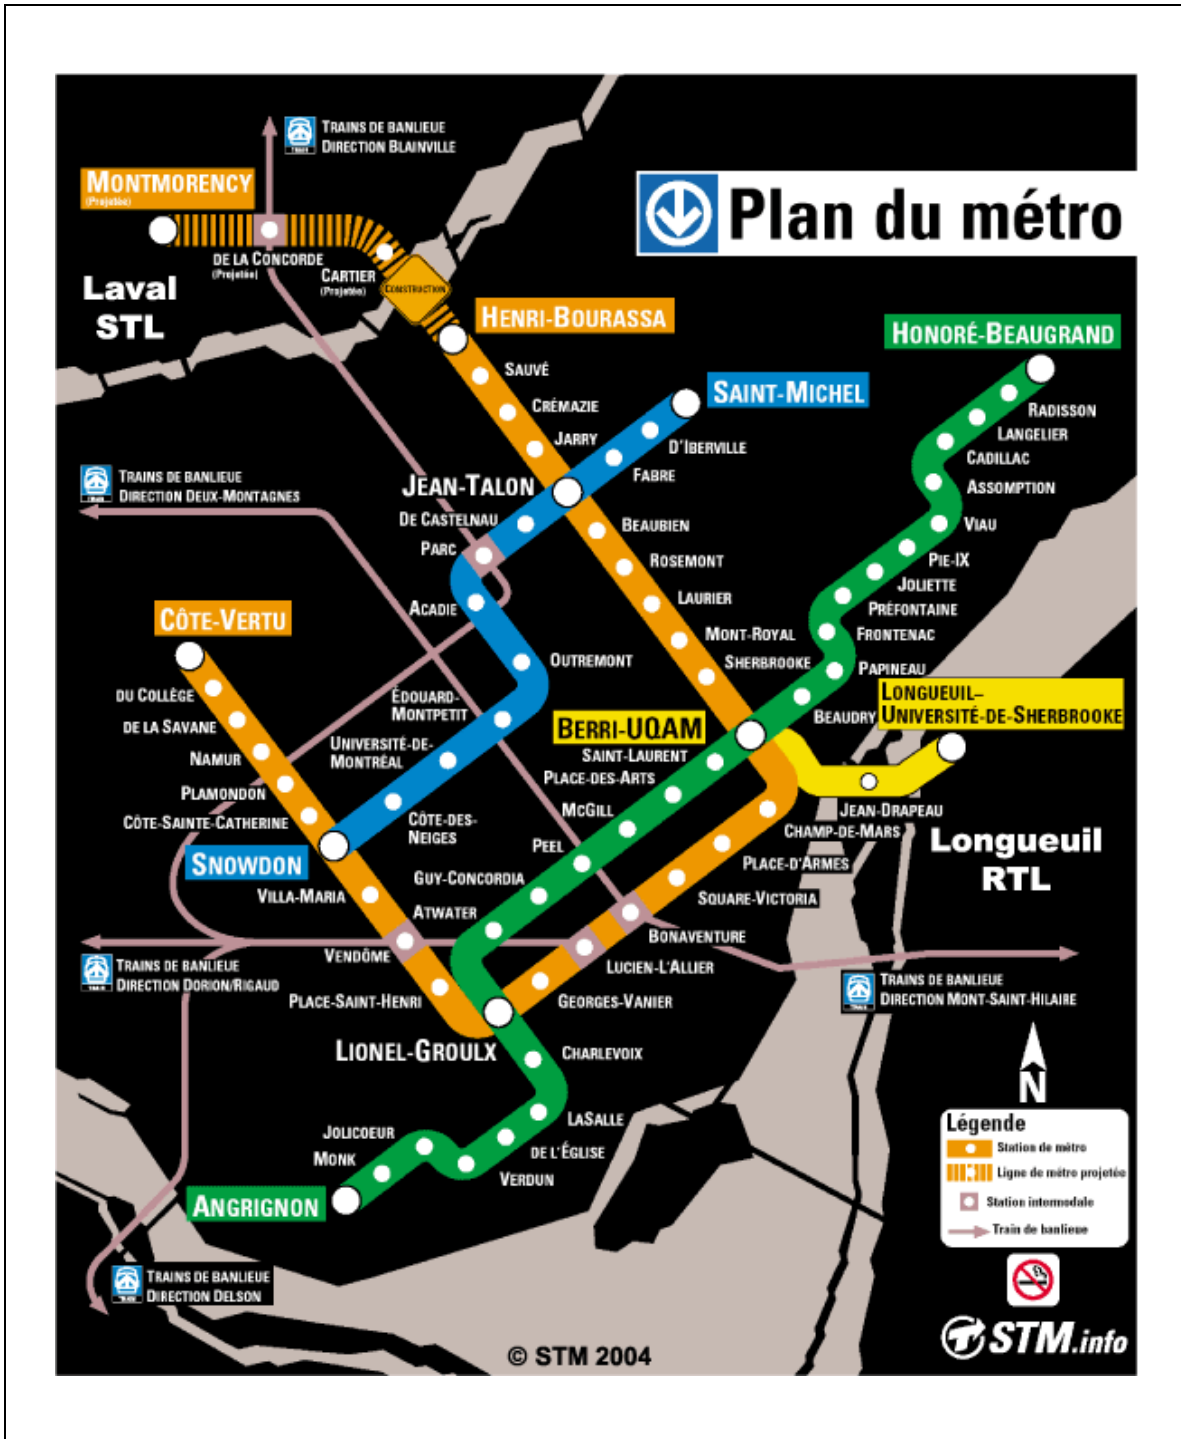 TRAINS DE BANLIEUE
DIRECTION BLAINVILLE
TRAIN
MONTMORENCY
(Projetée)
Plan du métro
DE LA CONCORDE
(Projetée)
CARTIER
(Projetée)
CONSTRUCTION
Laval
STL
HENRI-BOURASSA
HONORÉ-BEAUGRAND
SAUVÉ
SAINT-MICHEL
CRÉMAZIE
RADISSON
LANGELIER
JARRY
D'IBERVILLE
CADILLAC
TRAINS DE BANLIEUE
DIRECTION DEUX-MONTAGNES
TRAIN
JEAN-TALON
FABRE
ASSOMPTION
DE CASTELNAU
BEAUBIEN
VIAU
PARC
ROSEMONT
PIE-IX
JOLIETTE
ACADIE
LAURIER
PRÉFONTAINE
CÔTE-VERTU
MONT-ROYAL
FRONTENAC
OUTREMONT
SHERBROOKE
PAPINEAU
DU COLLÈGE
ÉDOUARD-
MONTPETIT
LONGUEUIL–
UNIVERSITÉ-DE-SHERBROOKE
DE LA SAVANE
BERRI-UQAM
BEAUDRY
UNIVERSITÉ-DE-
MONTRÉAL
SAINT-LAURENT
NAMUR
PLACE-DES-ARTS
PLAMONDON
MCGILL
JEAN-DRAPEAU
CÔTE-SAINTE-CATHERINE
CÔTE-DES-
NEIGES
CHAMP-DE-MARS
PEEL
Longueuil
RTL
SNOWDON
PLACE-D'ARMES
GUY-CONCORDIA
VILLA-MARIA
SQUARE-VICTORIA
ATWATER
BONAVENTURE
VENDÔME
LUCIEN-L'ALLIER
TRAINS DE BANLIEUE
DIRECTION DORION/RIGAUD
TRAIN
TRAINS DE BANLIEUE
DIRECTION MONT-SAINT-HILAIRE
TRAIN
PLACE-SAINT-HENRI
GEORGES-VANIER
LIONEL-GROULX
CHARLEVOIX
N
LASALLE
JOLICOEUR
DE L'ÉGLISE
MONK
VERDUN
ANGRIGNON
Légende
Station de métro
Ligne de métro projetée
Station intermodale
Train de banlieue
TRAINS DE BANLIEUE
DIRECTION DELSON
TRAIN
STM.info
© STM 2004